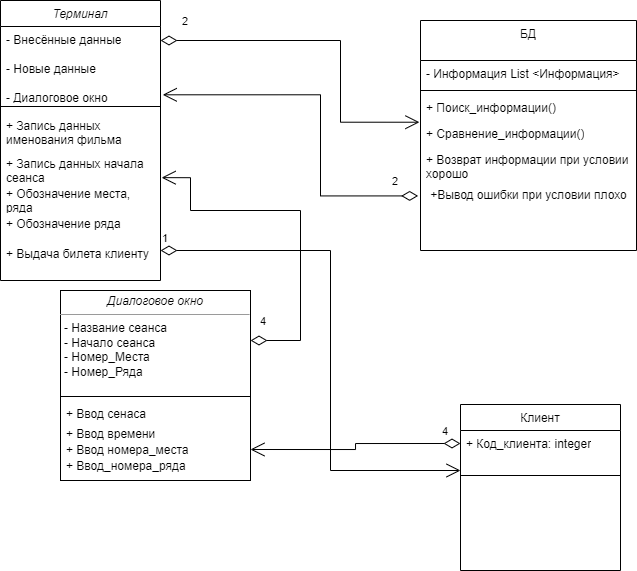 Терминал
- Внесённые данные
- Новые данные
- Диалоговое окно
+ Запись данных
именования фильма
+ Запись данных начала
сеанса
+ Обозначение места,
ряда
+ Обозначение ряда
+ Выдача билета клиенту
2
БД
- Информация List <Информация>
+ Поиск_информации()
+ Сравнение_информации()
+ Возврат информации при условии
хорошо
+Вывод ошибки при условии плохо
2
1
Диалоговое окно
- Название сеанса
- Начало сеанса
- Номер_Места
- Номер_Ряда
+ Ввод сенаса
+ Ввод времени
+ Ввод номера_места
+ Ввод_номера_ряда
4
4
Клиент
+ Код_клиента: integer